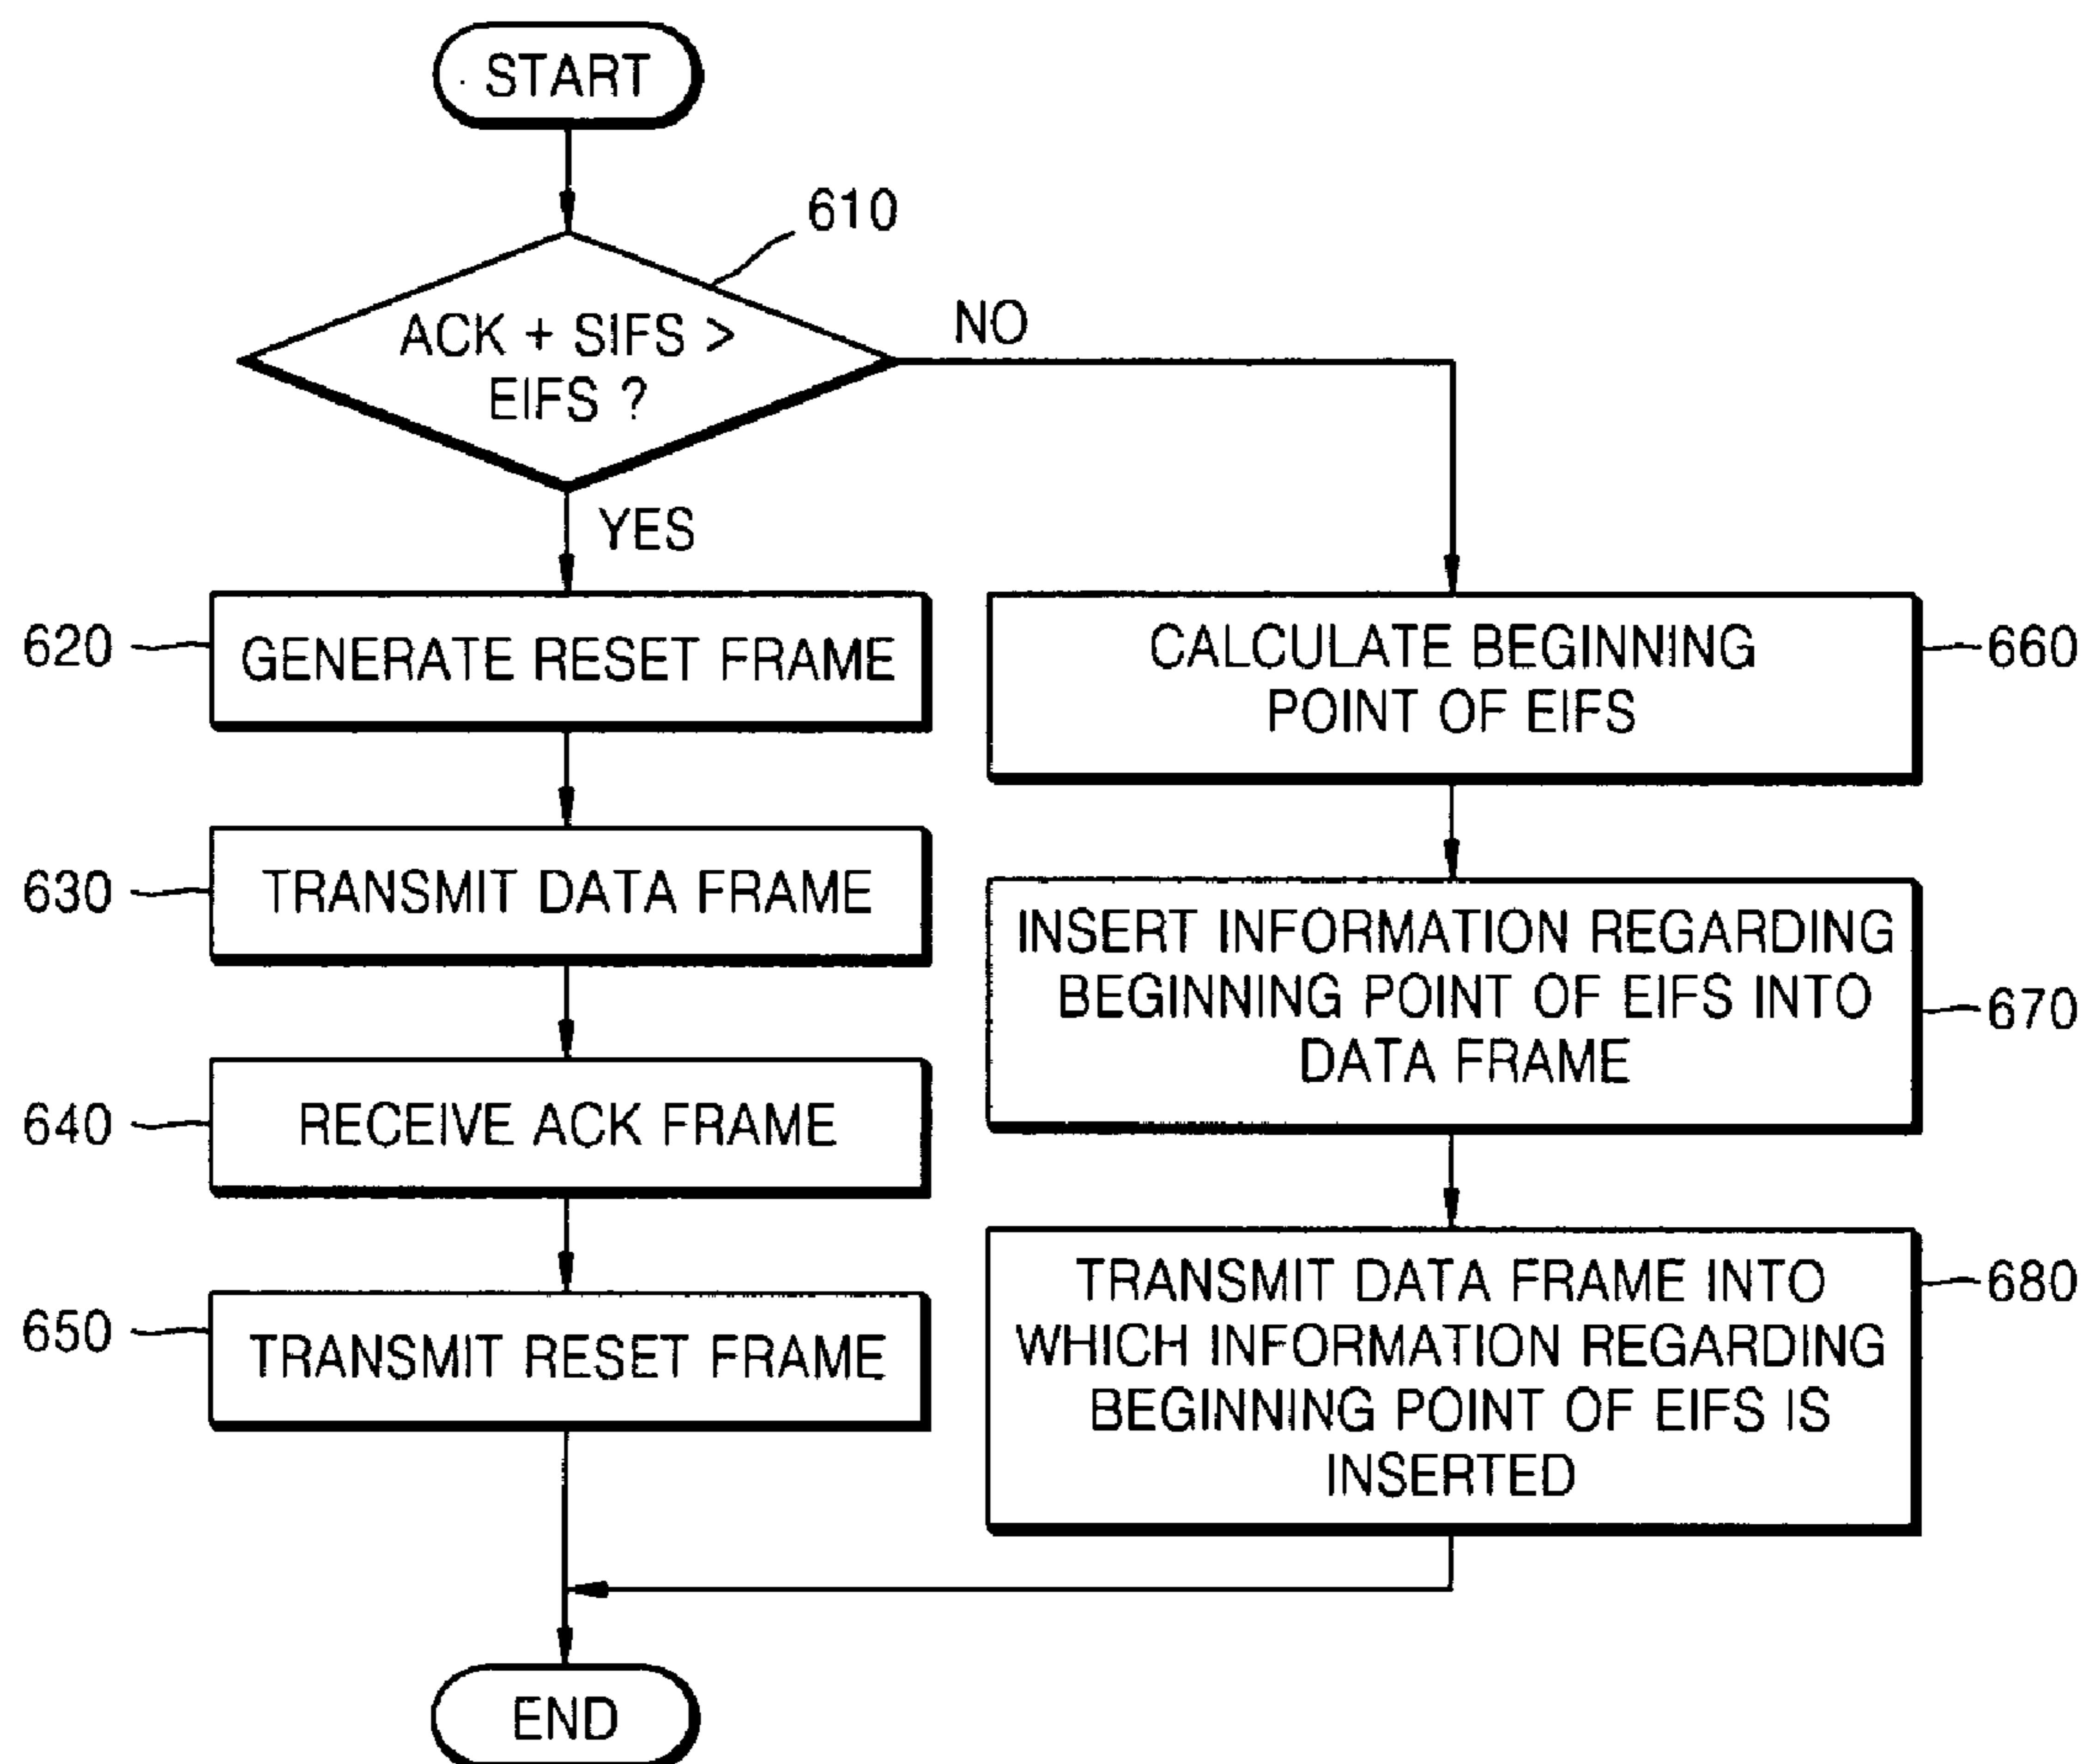 START
610
ACK + SIFS >
EIFS ?
NO
YES
620
GENERATE RESET FRAME
630
TRANSMIT DATA FRAME
640
RECEIVE ACK FRAME
650
TRANSMIT RESET FRAME
CALCULATE BEGINNING
POINT OF EIFS
660
INSERT INFORMATION REGARDING
BEGINNING POINT OF EIFS INTO
DATA FRAME
670
TRANSMIT DATA FRAME INTO
WHICH INFORMATION REGARDING
BEGINNING POINT OF EIFS IS
INSERTED
680
END